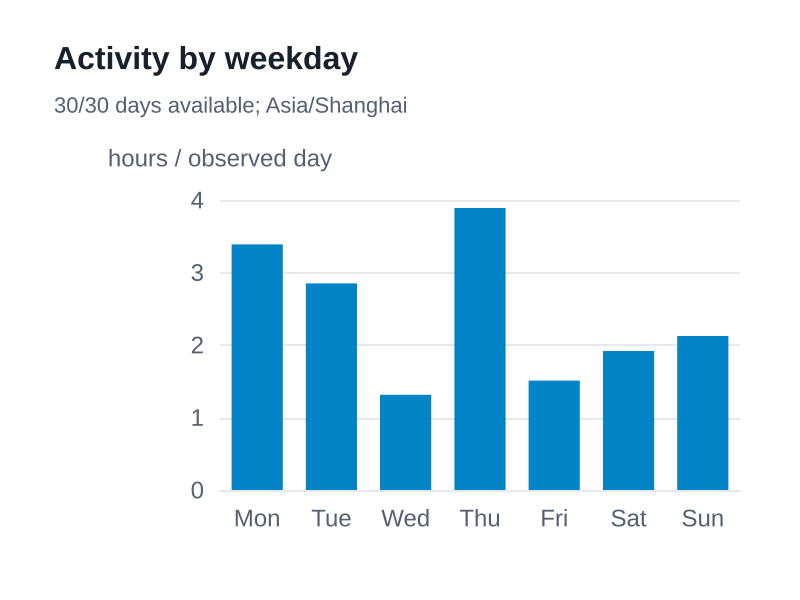 Activity by weekday
30/30 days available; Asia/Shanghai
hours / observed day
4
3
2
1
0
Mon Tue Wed Thu Fri Sat Sun